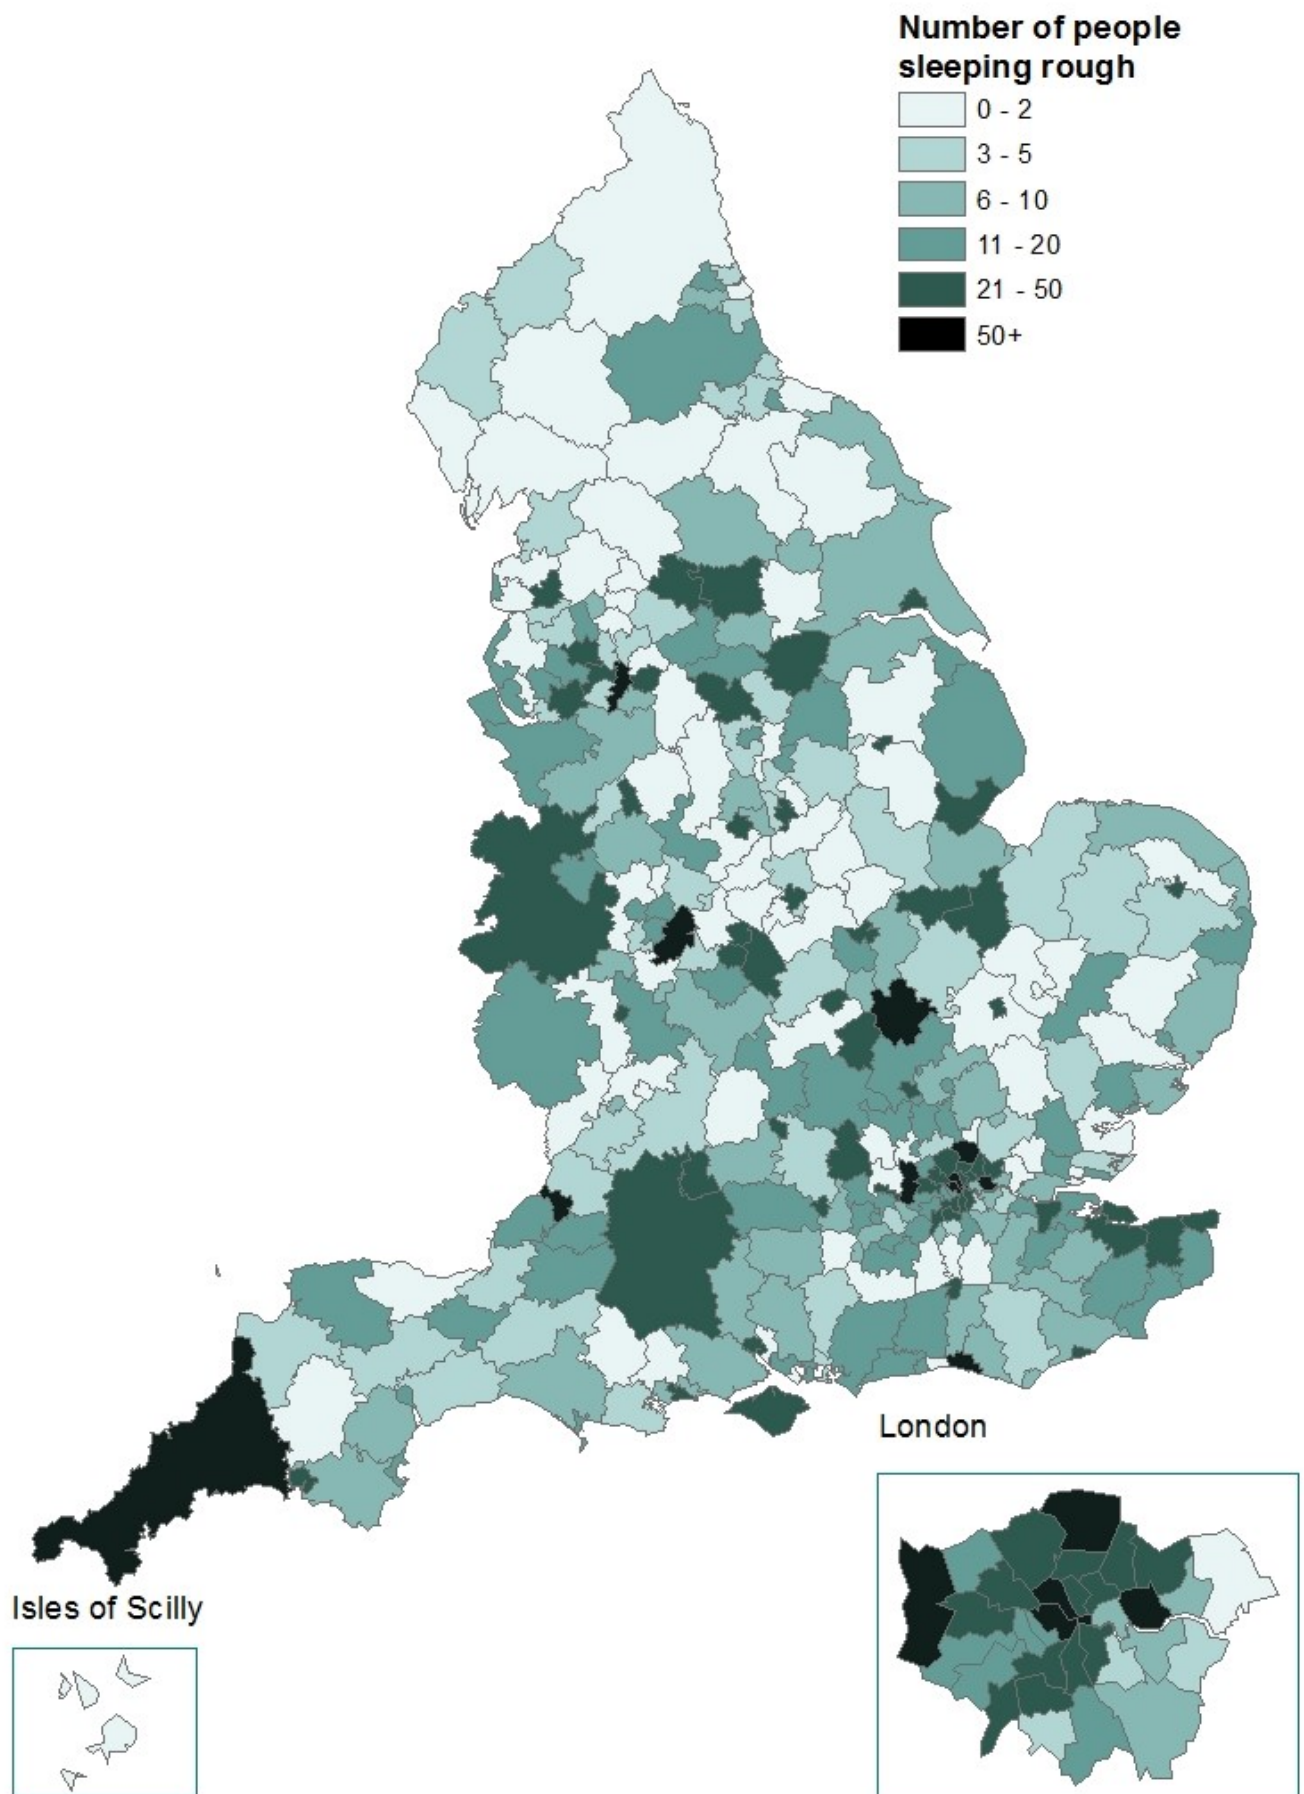 Number of people
sleeping rough
0 - 2
3 - 5
6 - 10
11 - 20
21 - 50
50+
London
Isles of Scilly